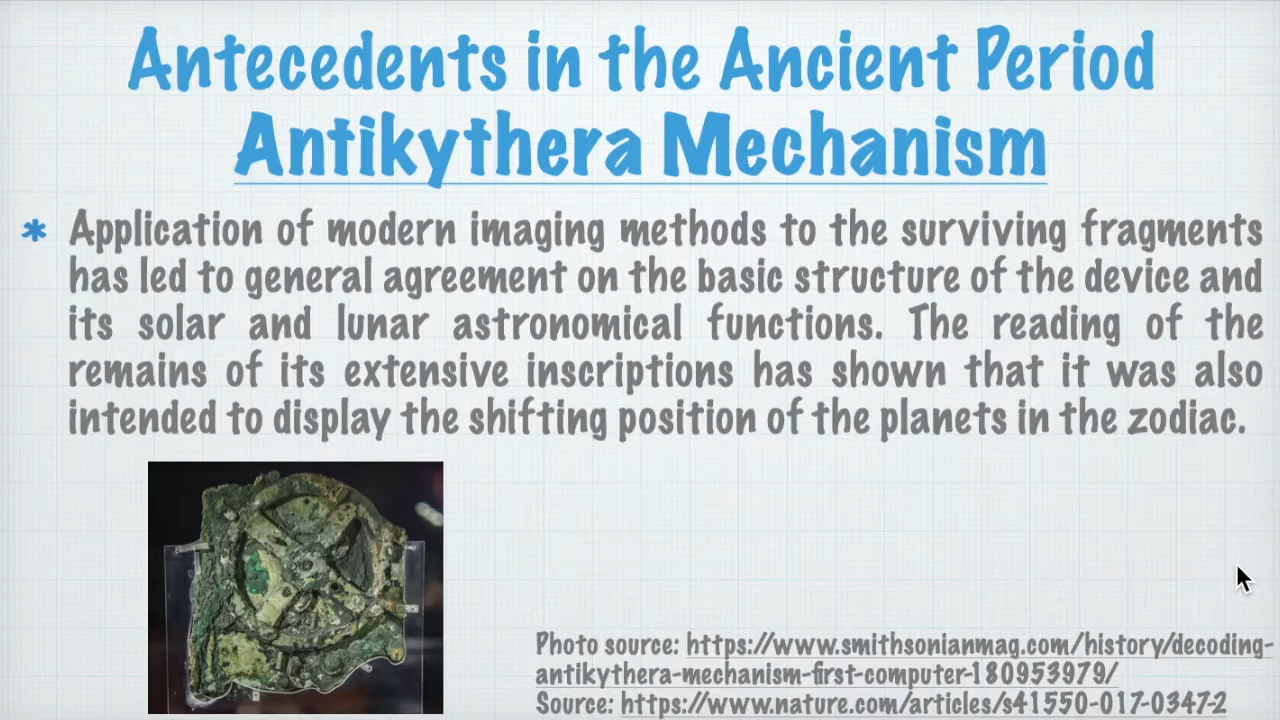 Antecedents in the Ancient Period
Antikythera Mechanism
* Application of modern imaging methods to the surviving fragments
has led to general agreement on the basic structure of the device and
its solar and lunar astronomical functions. The reading of the
remains of its extensive inscriptions has shown that it was also
intended to display the shifting position of the planets in the zodiac.
Photo source: https://www.smithsonianmag.com/history/decoding-
antikythera-mechanism-first-computer-180953979/
Source: https://www.nature.com/articles/s41550-017-0347-2